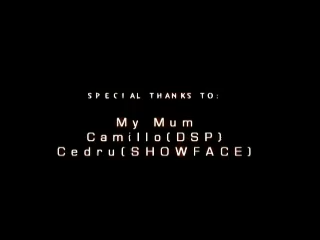 SPECIAL THANKS TO:
My Mum
Camillo(DSP)
Cedru(SHOWFACE)